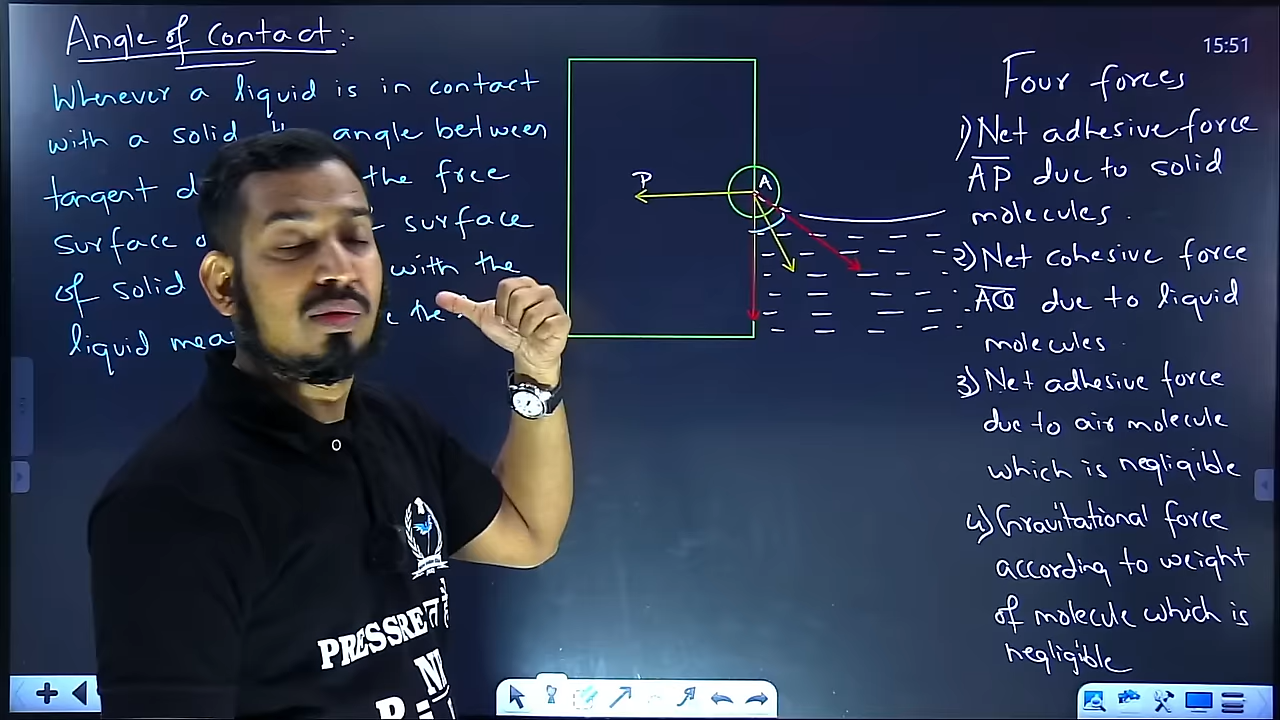 Angle of Contact :-
Whenever a liquid is in contact
with a solid angle between
tangent the free
surface surface
of solid with the
liquid
P
A
15:51
Four forces
1) Net adhesive force
AP due to solid
molecules.
2) Net cohesive force
AQ due to liquid
molecules.
3) Net adhesive force
due to air molecule
which is negligible
4) Gravitational force
according to weight
of molecule which is
negligible
PRESSRE